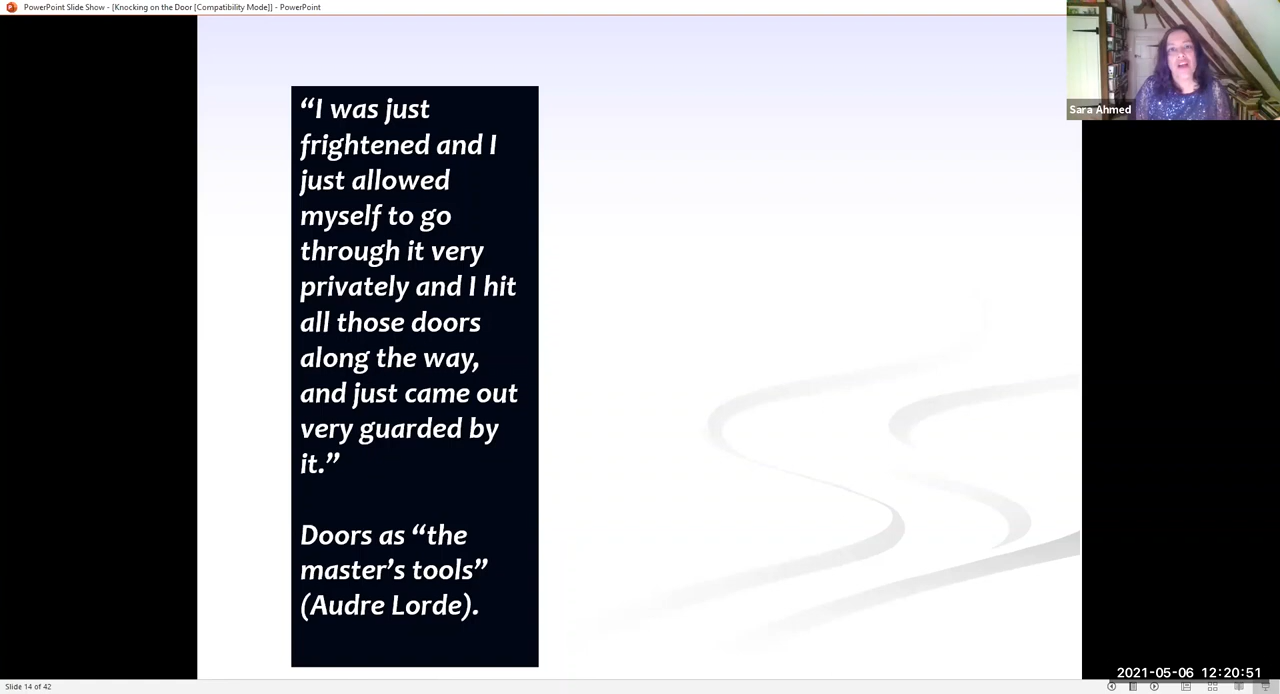 PowerPoint Slide Show - [Knocking on the Door [Compatibility Mode]] - PowerPoint
Sara Ahmed
“I was just
frightened and I
just allowed
myself to go
through it very
privately and I hit
all those doors
along the way,
and just came out
very guarded by
it.”
Doors as “the
master’s tools”
(Audre Lorde).
2021-05-06 12:20:51
Slide 14 of 42